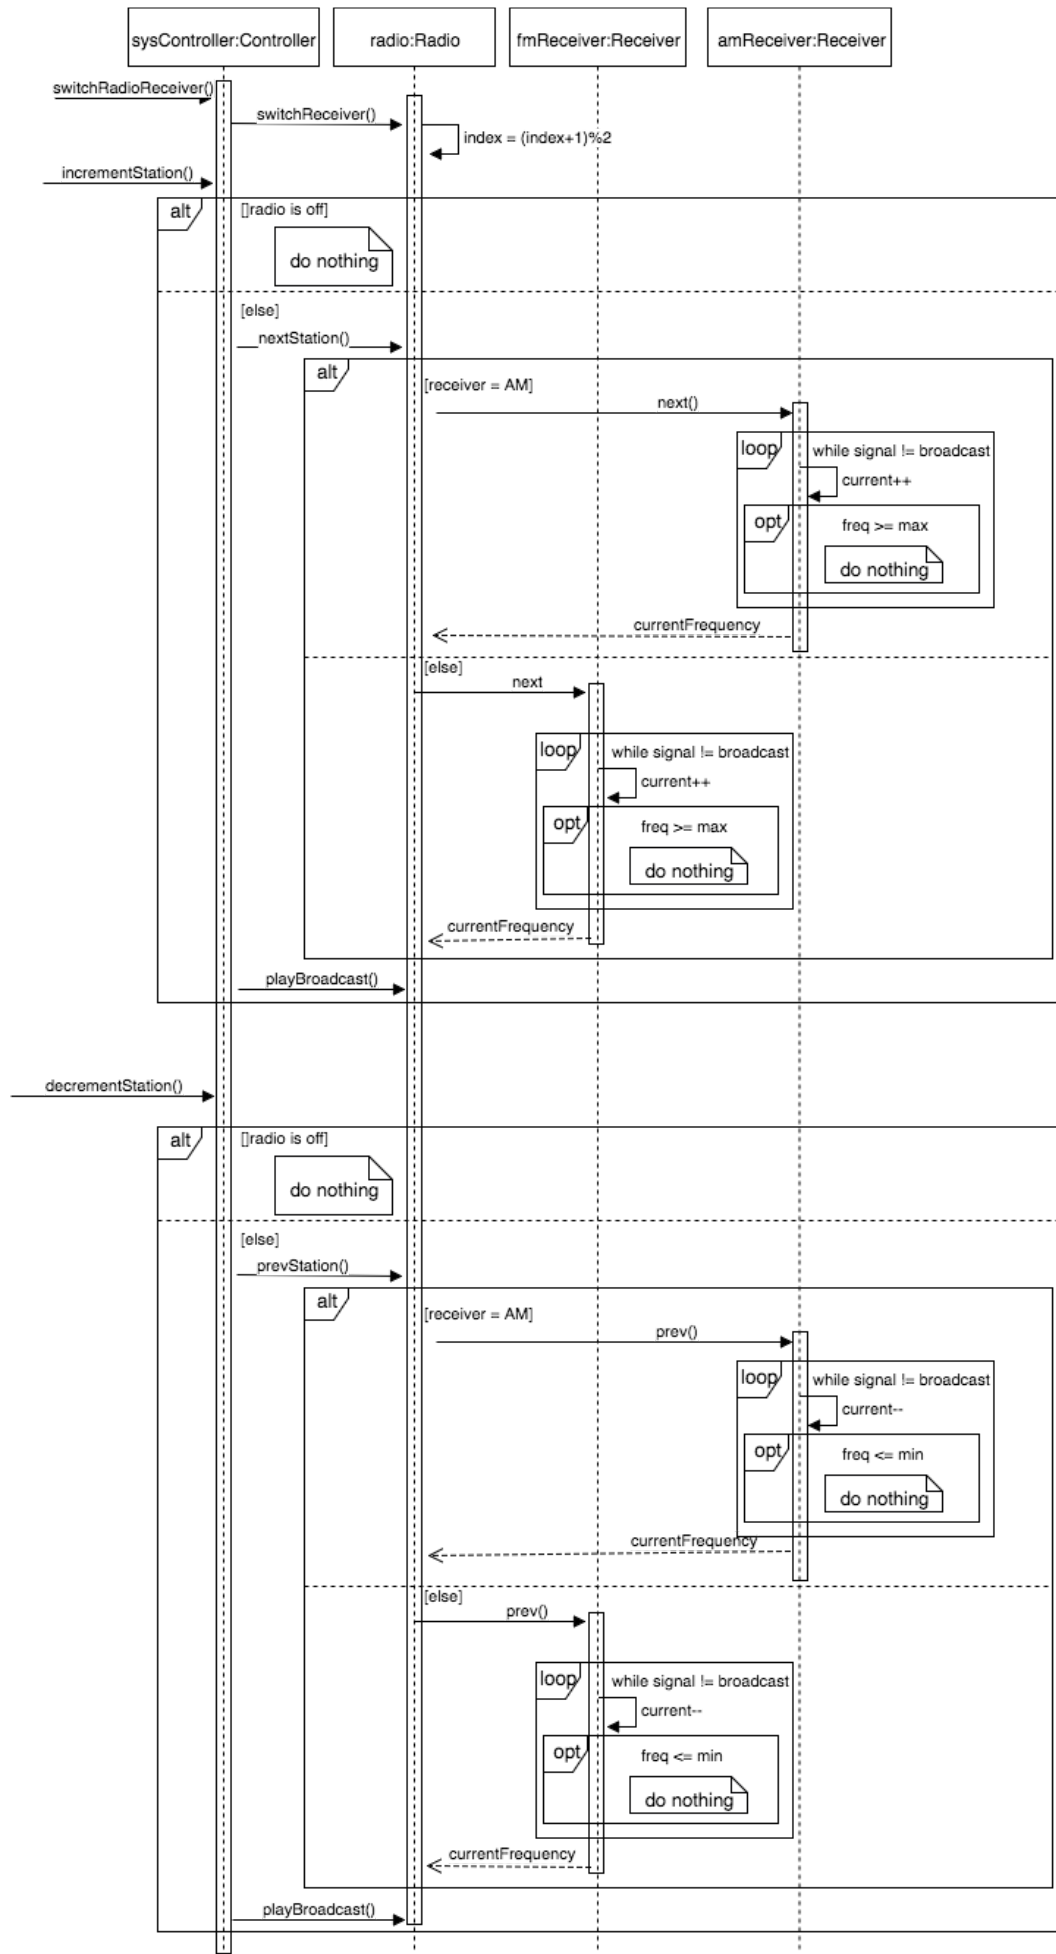 sysController:Controller
radio:Radio
fmReceiver:Receiver
amReceiver:Receiver
switchRadioReceiver()
switchReceiver()
index = (index+1)%2
incrementStation()
alt
[]radio is off]
do nothing
[else]
nextStation()
alt
[receiver = AM]
next()
loop
while signal != broadcast
current++
opt
freq >= max
do nothing
currentFrequency
[else]
next
loop
while signal != broadcast
current++
opt
freq >= max
do nothing
currentFrequency
playBroadcast()
decrementStation()
alt
[]radio is off]
do nothing
[else]
prevStation()
alt
[receiver = AM]
prev()
loop
while signal != broadcast
current--
opt
freq <= min
do nothing
currentFrequency
[else]
prev()
loop
while signal != broadcast
current--
opt
freq <= min
do nothing
currentFrequency
playBroadcast()